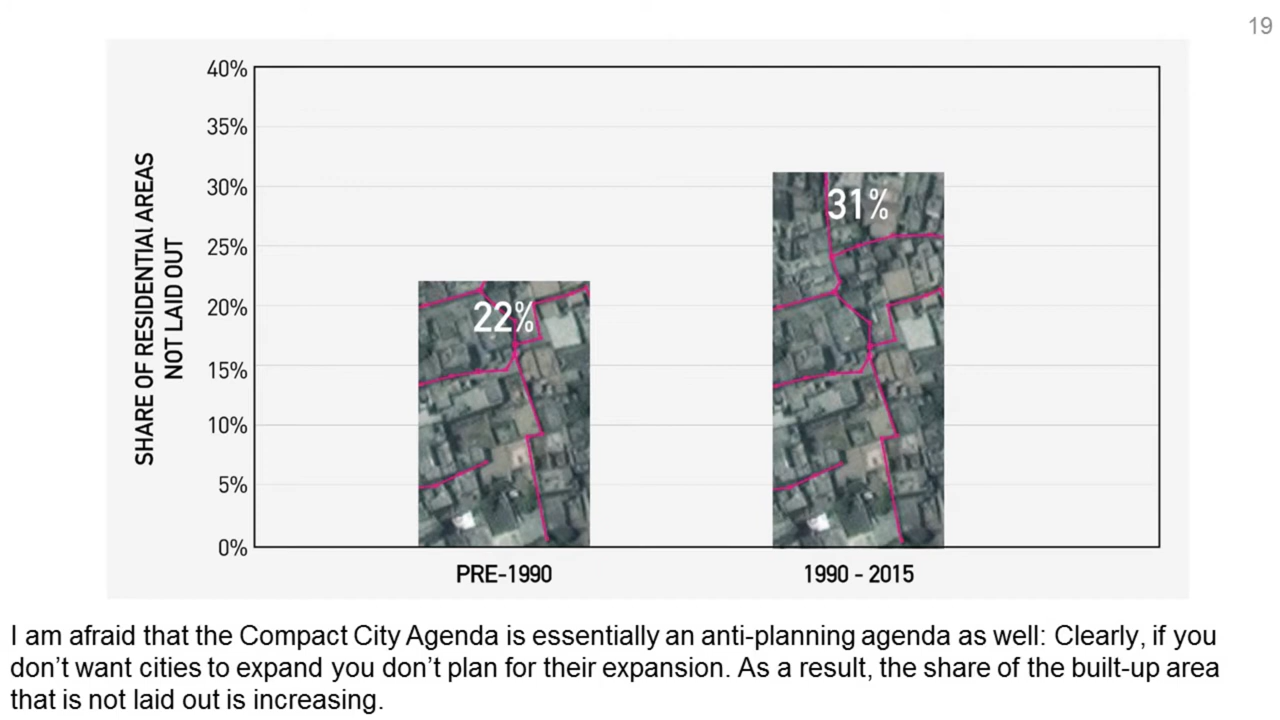 19
40%
35%
30%
25%
20%
15%
10%
5%
0%
SHARE OF RESIDENTIAL AREAS
NOT LAID OUT
22%
31%
PRE-1990
1990 - 2015
I am afraid that the Compact City Agenda is essentially an anti-planning agenda as well: Clearly, if you
don’t want cities to expand you don’t plan for their expansion. As a result, the share of the built-up area
that is not laid out is increasing.